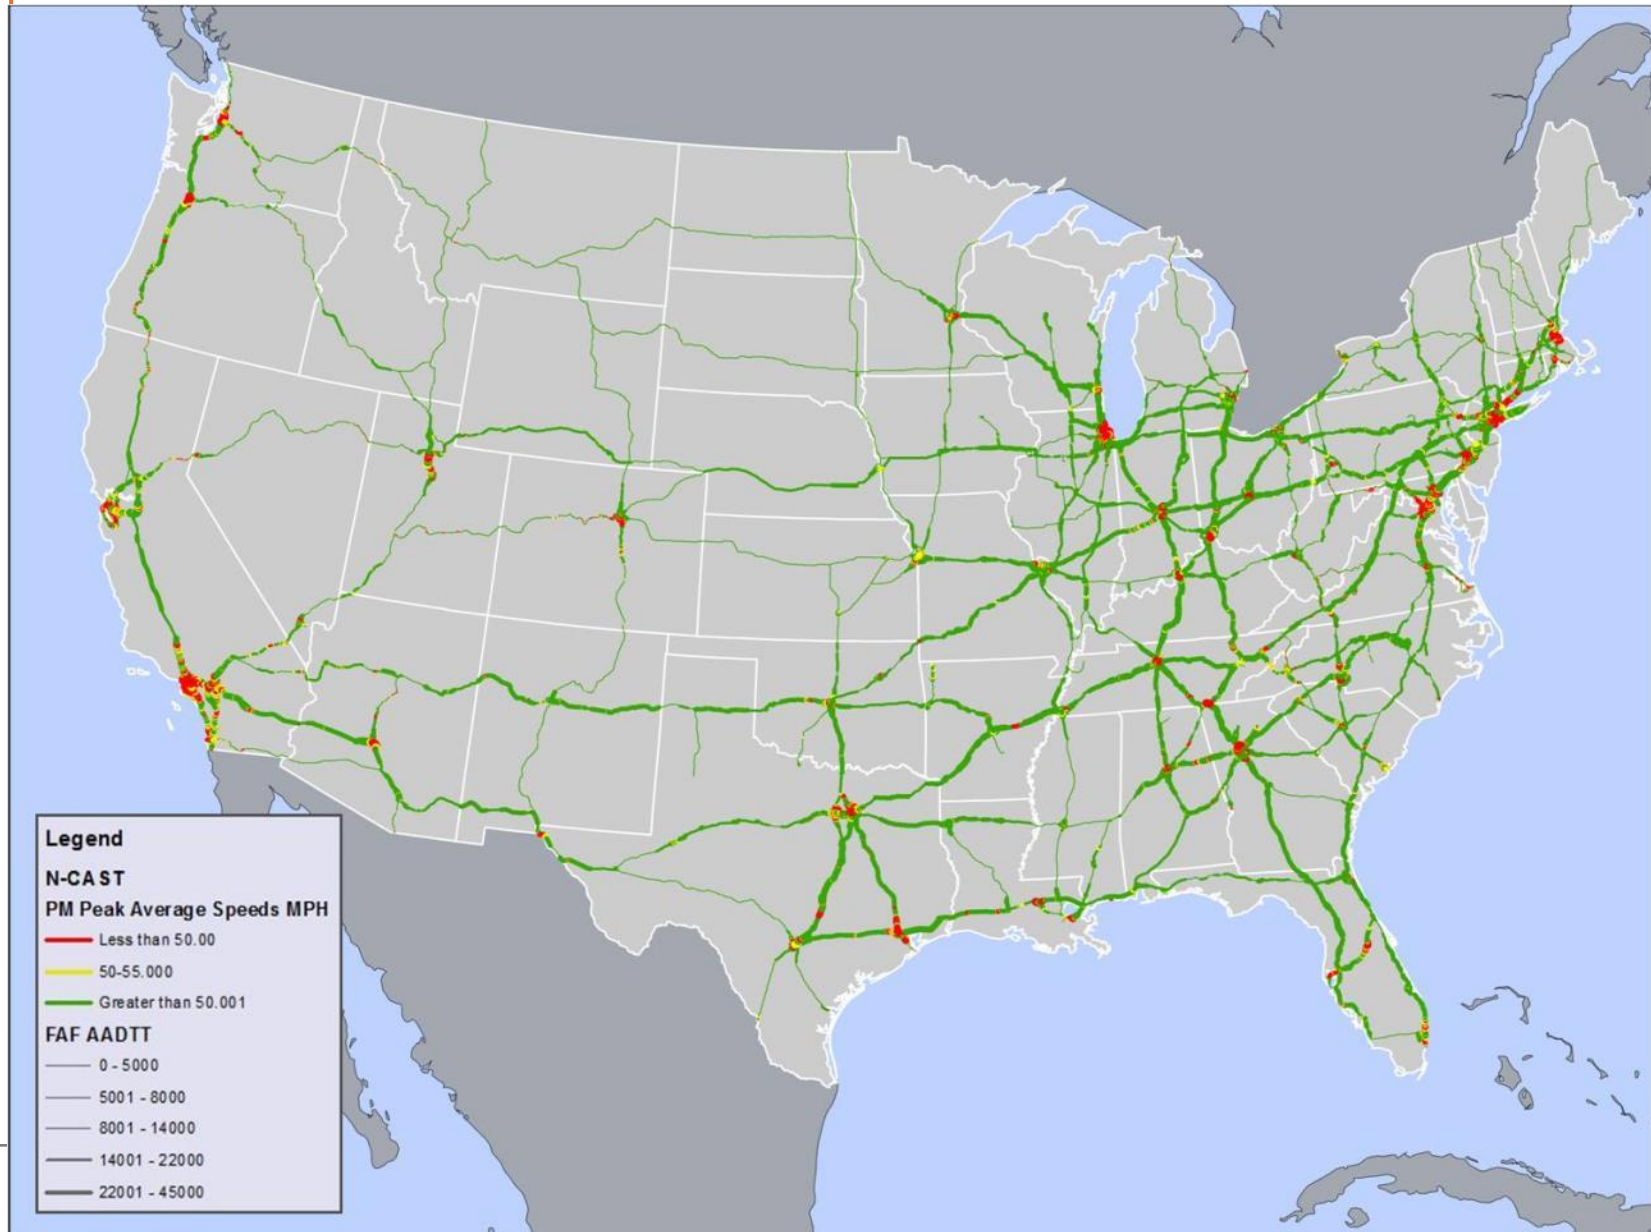 Legend
N-CAST
PM Peak Average Speeds MPH
Less than 50.00
50-55.000
Greater than 50.001
FAF AADTT
0 - 5000
5001 - 8000
8001 - 14000
14001 - 22000
22001 - 45000